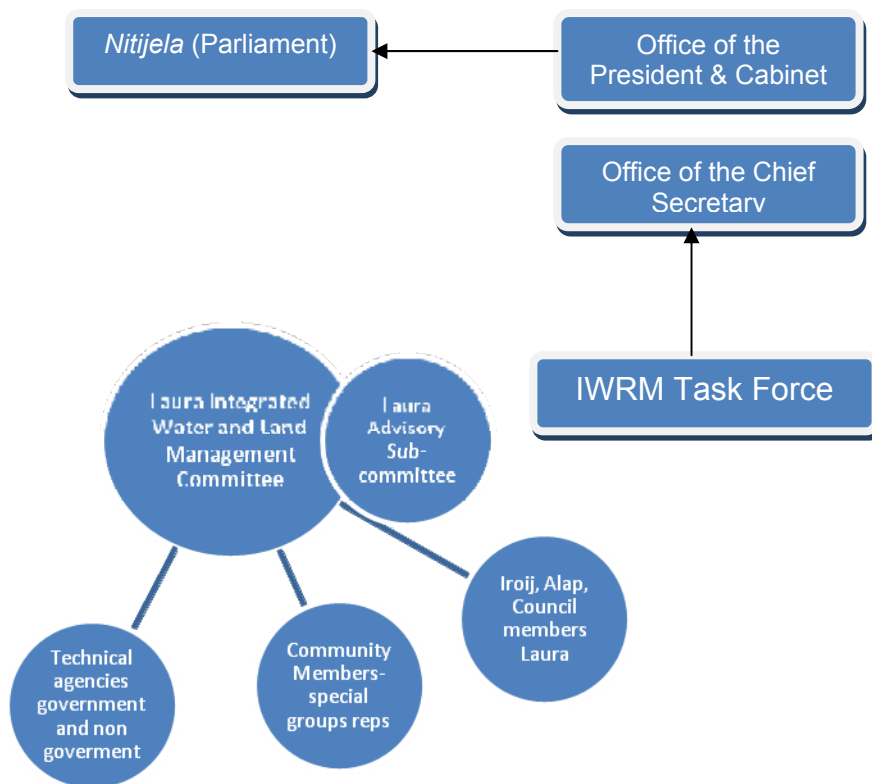 Nitijela (Parliament)
Office of the
President & Cabinet
Office of the Chief
Secretary
IWRM Task Force
Laura Integrated
Water and Land
Management
Committee
Laura
Advisory
Sub-
committee
Iroij, Alap,
Council
members
Laura
Community
Members-
special
groups reps
Technical
agencies
government
and non
goverment